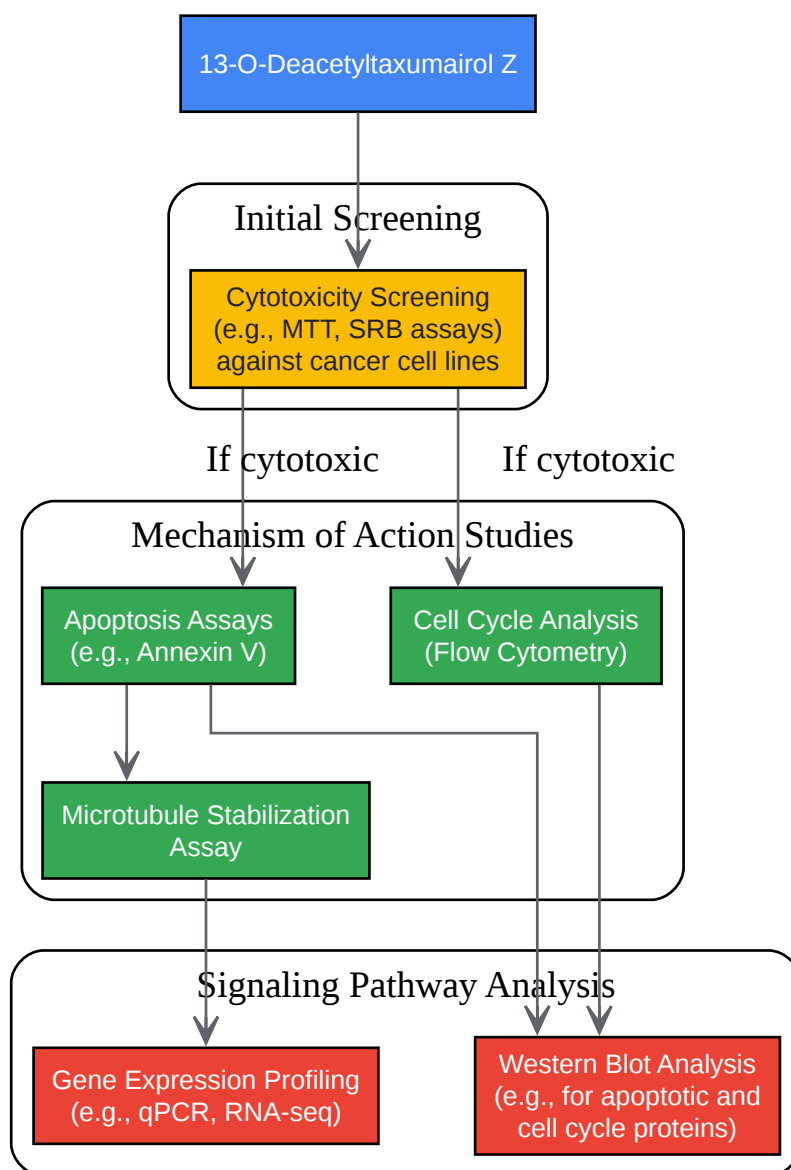 13-O-Deacetyltaxumairol Z
Initial Screening
Cytotoxicity Screening
(e.g., MTT, SRB assays)
against cancer cell lines
If cytotoxic
If cytotoxic
Mechanism of Action Studies
Apoptosis Assays
(e.g., Annexin V)
Cell Cycle Analysis
(Flow Cytometry)
Microtubule Stabilization
Assay
Signaling Pathway Analysis
Gene Expression Profiling
(e.g., qPCR, RNA-seq)
Western Blot Analysis
(e.g., for apoptotic and
cell cycle proteins)